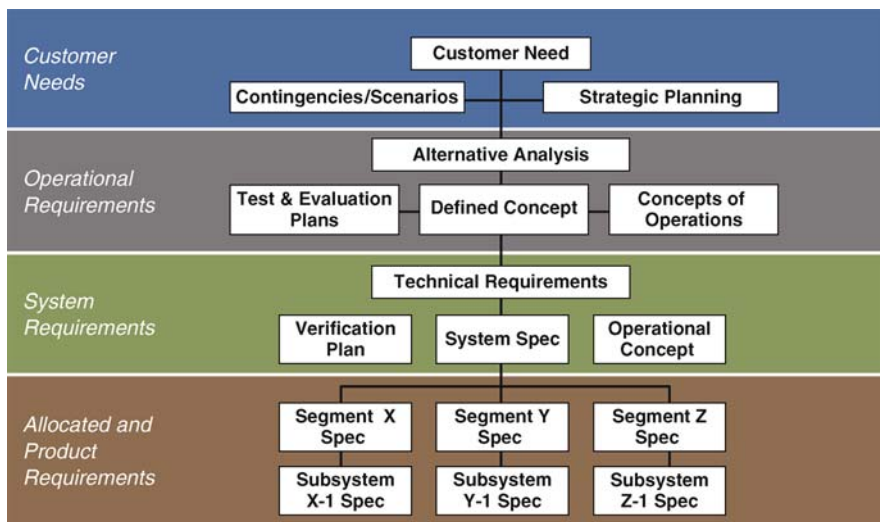 Customer
Needs
Customer Need
Contingencies/Scenarios
Strategic Planning
Operational
Requirements
Alternative Analysis
Test & Evaluation
Plans
Defined Concept
Concepts of
Operations
System
Requirements
Technical Requirements
Verification
Plan
System Spec
Operational
Concept
Allocated and
Product
Requirements
Segment X
Spec
Segment Y
Spec
Segment Z
Spec
Subsystem
X-1 Spec
Subsystem
Y-1 Spec
Subsystem
Z-1 Spec